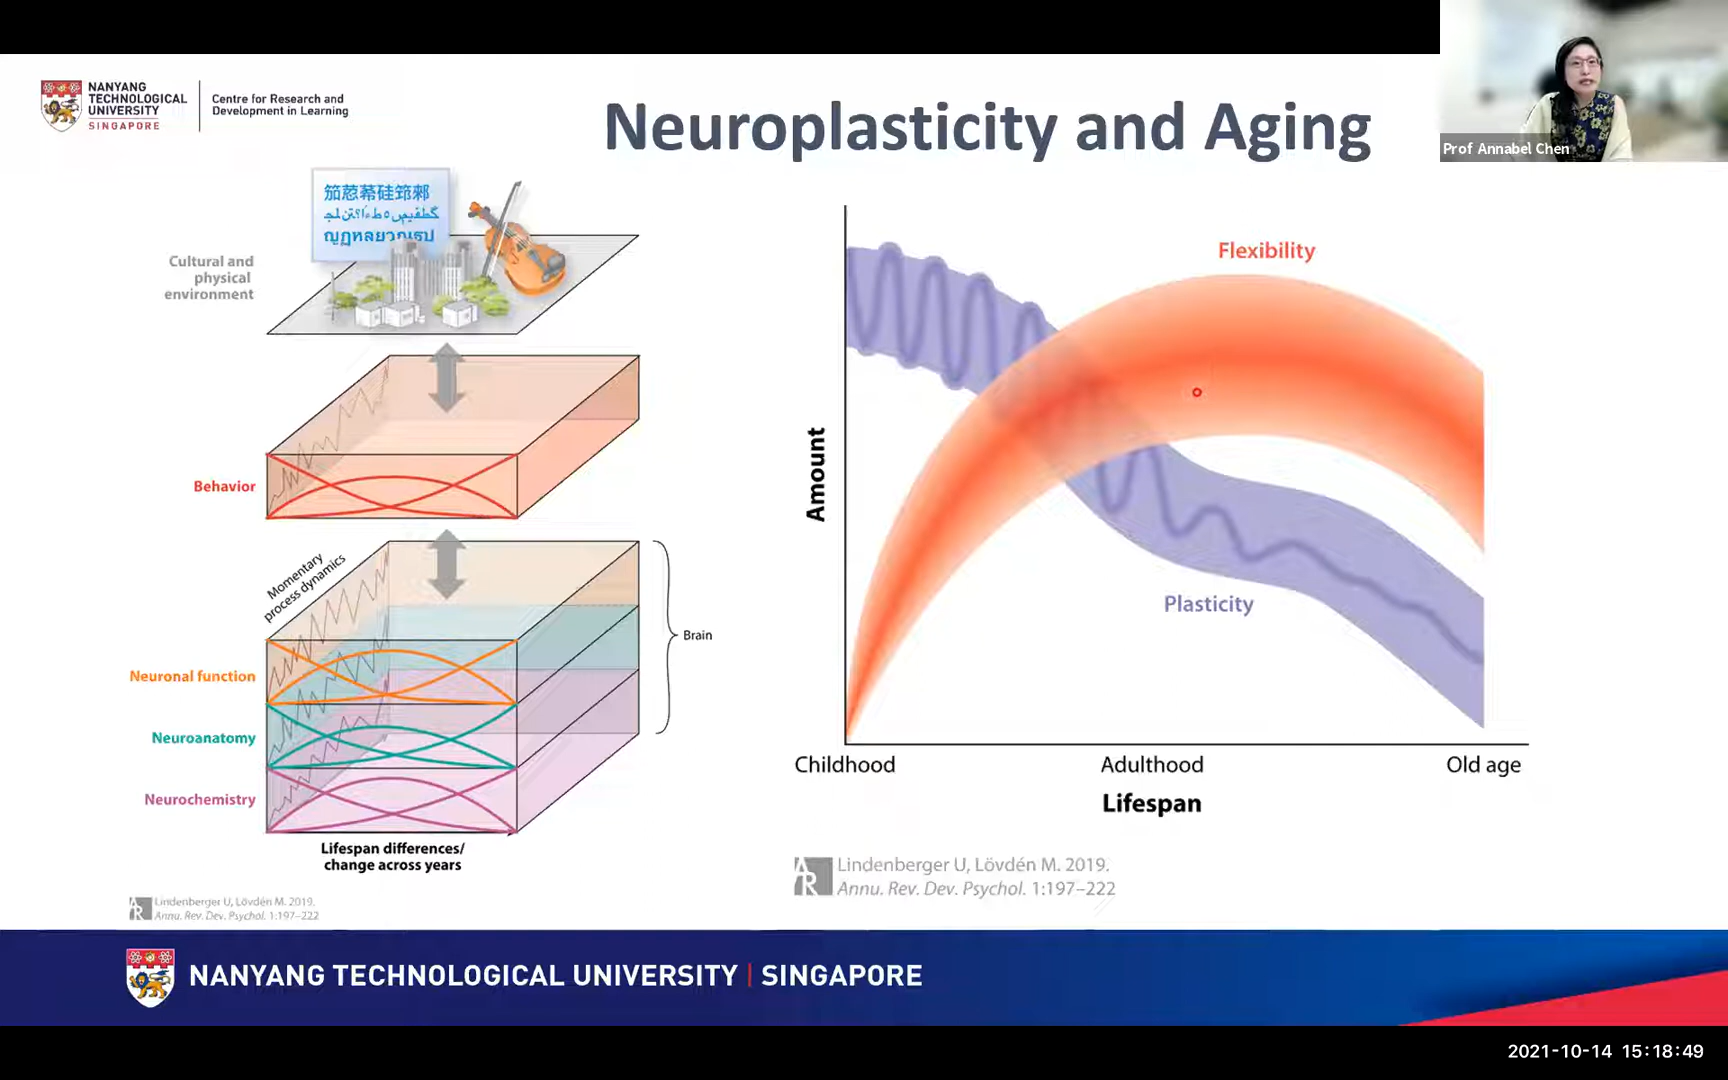 NANYANG
TECHNOLOGICAL
UNIVERSITY
SINGAPORE
Centre for Research and
Development in Learning
Neuroplasticity and Aging
Prof Annabel Chen
Cultural and
physical
environment
Behavior
Momentary
process dynamics
Brain
Neuronal function
Neuroanatomy
Neurochemistry
Lifespan differences/
change across years
AR
Lindenberger U, Lövdén M. 2019.
Annu. Rev. Dev. Psychol. 1:197–222
Flexibility
Amount
Plasticity
Childhood
Adulthood
Old age
Lifespan
AR
Lindenberger U, Lövdén M. 2019.
Annu. Rev. Dev. Psychol. 1:197–222
NANYANG TECHNOLOGICAL UNIVERSITY | SINGAPORE
2021-10-14 15:18:49